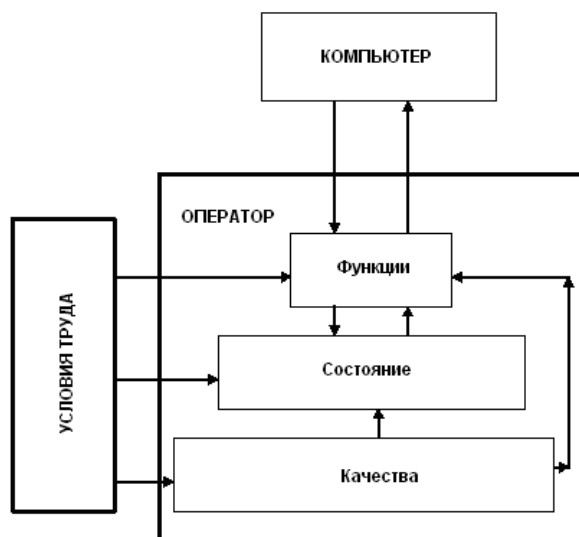 КОМПЬЮТЕР
ОПЕРАТОР
Функции
УСЛОВИЯ ТРУДА
Состояние
Качества